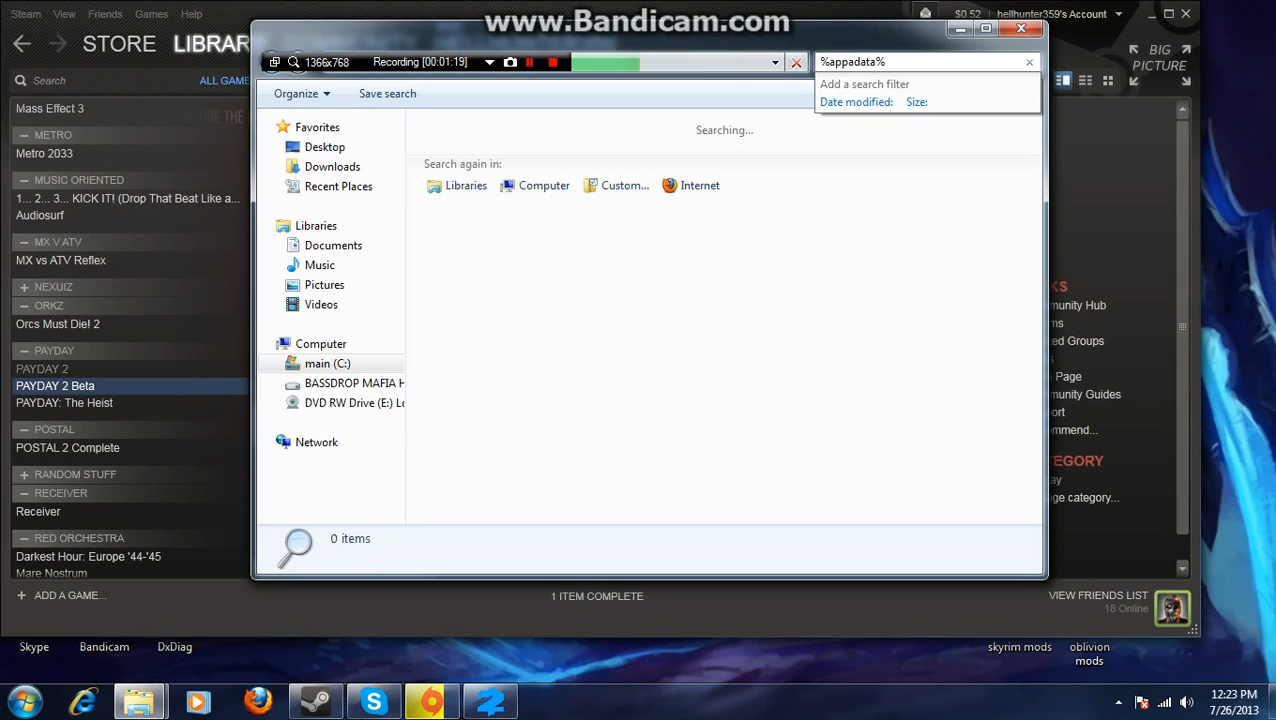 www.Bandicam.com
Steam View Friends Games Help
$0.52 hellhunter359's Account
STORE LIBRAR
BIG PICTURE
1366x768 Recording [00:01:19]
%appadata%
Add a search filter
Date modified: Size:
Search ALL GAME
Organize Save search
Mass Effect 3
METRO
Metro 2033
MUSIC ORIENTED
1... 2... 3... KICK IT! (Drop That Beat Like a...
Audiosurf
MX V ATV
MX vs ATV Reflex
NEXUIZ
ORKZ
Orcs Must Die! 2
PAYDAY
PAYDAY 2
PAYDAY 2 Beta
PAYDAY: The Heist
POSTAL
POSTAL 2 Complete
RANDOM STUFF
RECEIVER
Receiver
RED ORCHESTRA
Darkest Hour: Europe '44-'45
Mare Nostrum
Favorites
Desktop
Downloads
Recent Places
Libraries
Documents
Music
Pictures
Videos
Computer
main (C:)
BASSDROP MAFIA H
DVD RW Drive (E:) Lo
Network
Searching...
Search again in:
Libraries Computer Custom... Internet
0 items
KS
munity Hub
ms
ted Groups
n Page
munity Guides
ort
ommend...
TEGORY
ay
nge category...
ADD A GAME...
1 ITEM COMPLETE
VIEW FRIENDS LIST
18 Online
Skype Bandicam DxDiag
skyrim mods oblivion mods
12:23 PM
7/26/2013